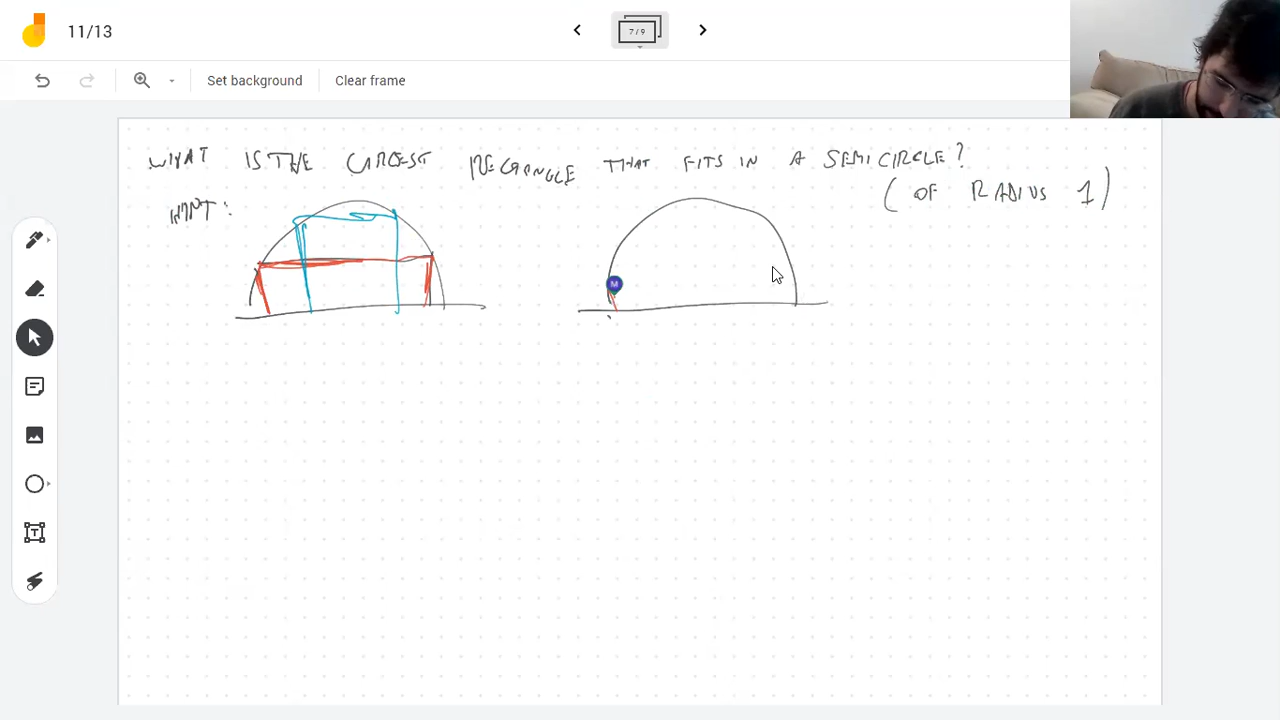 11/13
7 / 9
Set background
Clear frame
WHAT IS THE LARGEST RECTANGLE THAT FITS IN A SEMICIRCLE?
(OF RADIUS 1)
HINT:
M
T